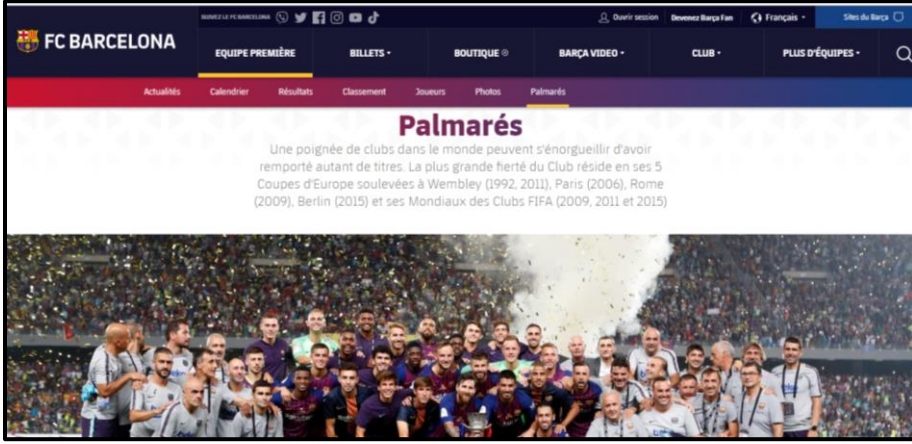 SUIVEZ LE FC BARCELONA
Ouvrir session Devenez Barça Fan Français Sites du Barça
FC BARCELONA
EQUIPE PREMIÈRE BILLETS BOUTIQUE BARÇA VIDEO CLUB PLUS D'ÉQUIPES
Actualités Calendrier Résultats Classement Joueurs Photos Palmarés
Palmarés
Une poignée de clubs dans le monde peuvent s'énorgueillir d'avoir
remporté autant de titres. La plus grande fierté du Club réside en ses 5
Coupes d'Europe soulevées à Wembley (1992, 2011), Paris (2006), Rome
(2009), Berlin (2015) et ses Mondiaux des Clubs FIFA (2009, 2011 et 2015)